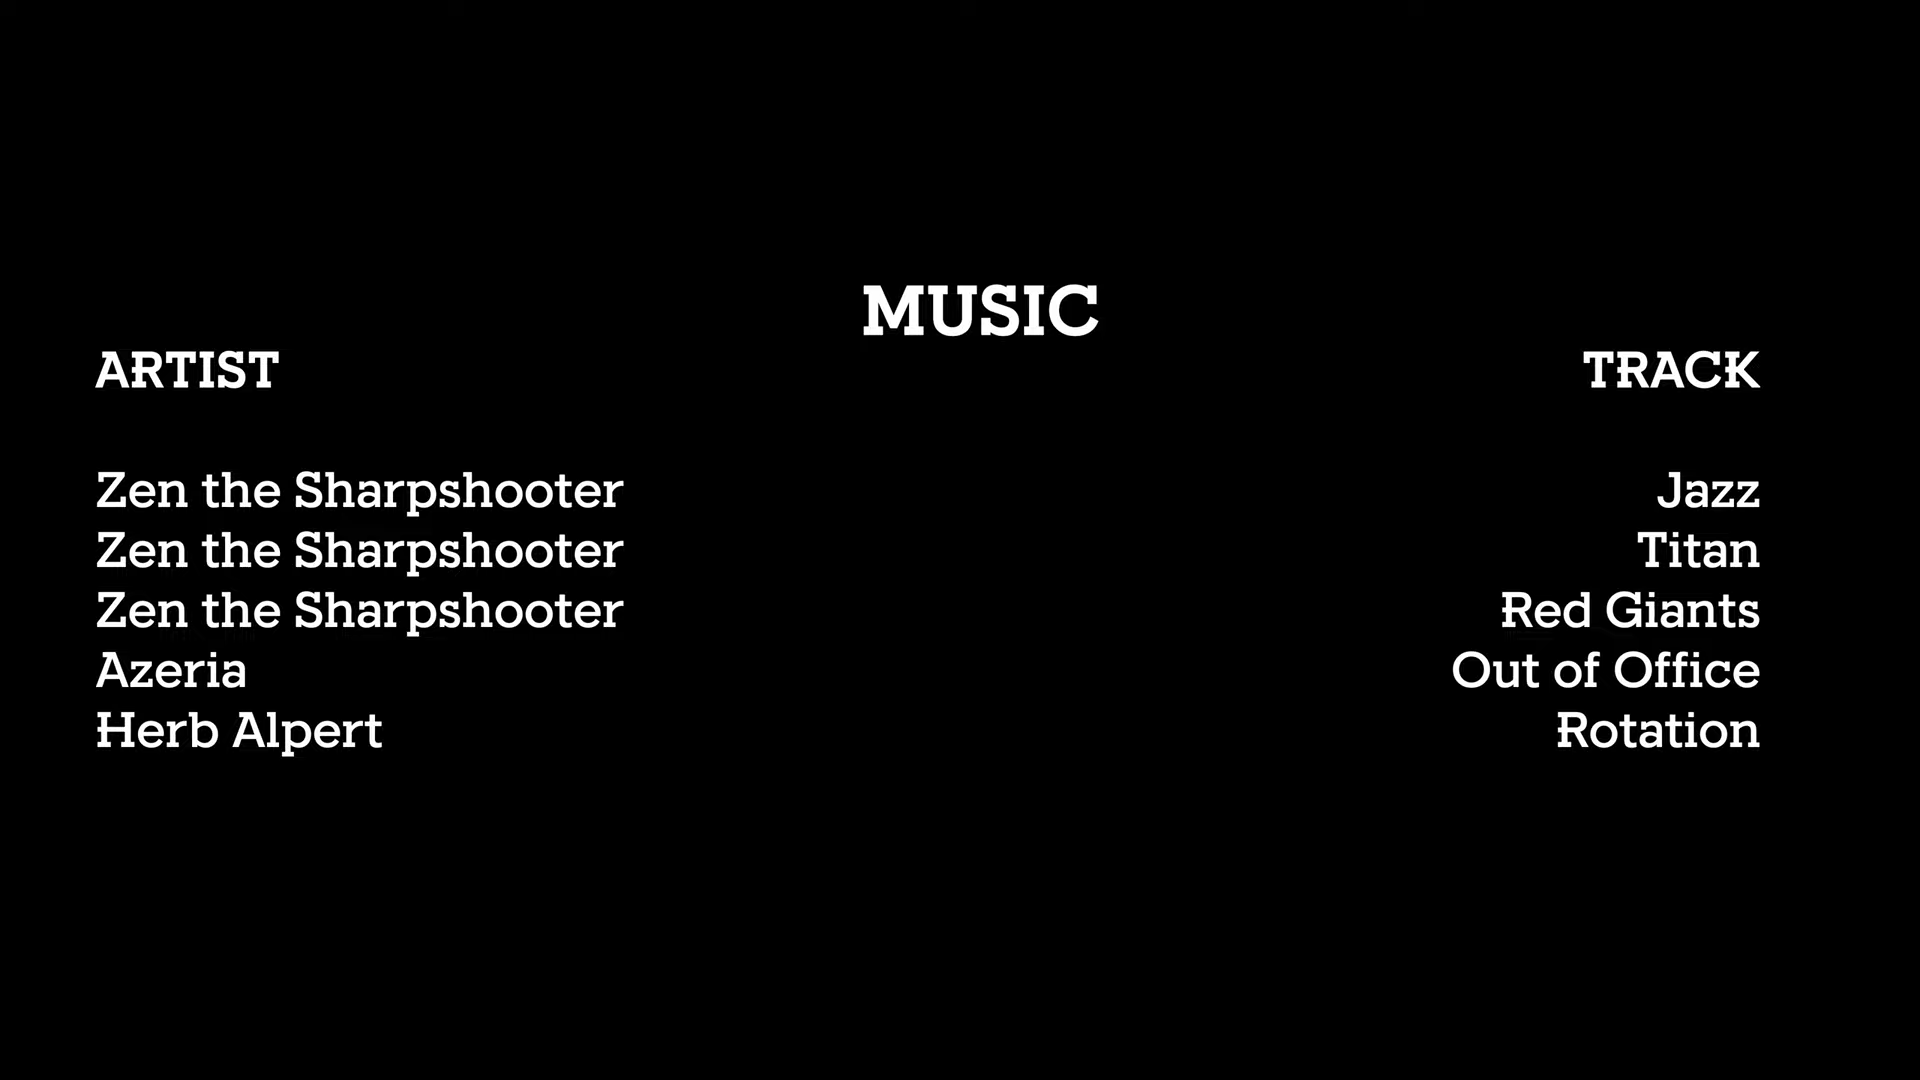 MUSIC
ARTIST TRACK
Zen the Sharpshooter Jazz
Zen the Sharpshooter Titan
Zen the Sharpshooter Red Giants
Azeria Out of Office
Herb Alpert Rotation